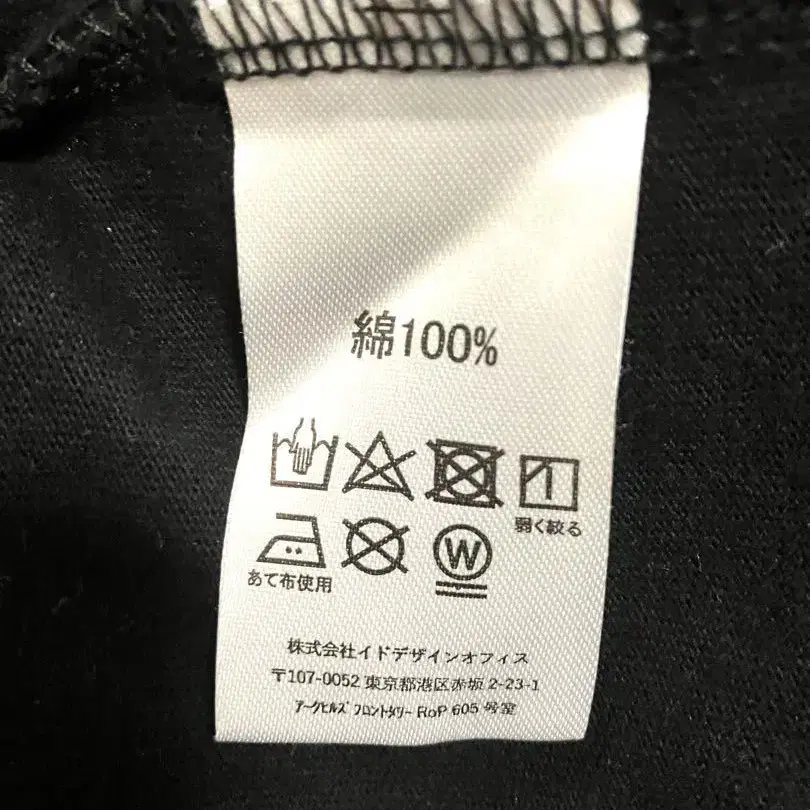 綿100%
弱く絞る
あて布使用
W
株式会社イドデザインオフィス
〒107-0052 東京都港区赤坂 2-23-1
アークヒルズ フロントタワー RoP 605 号室